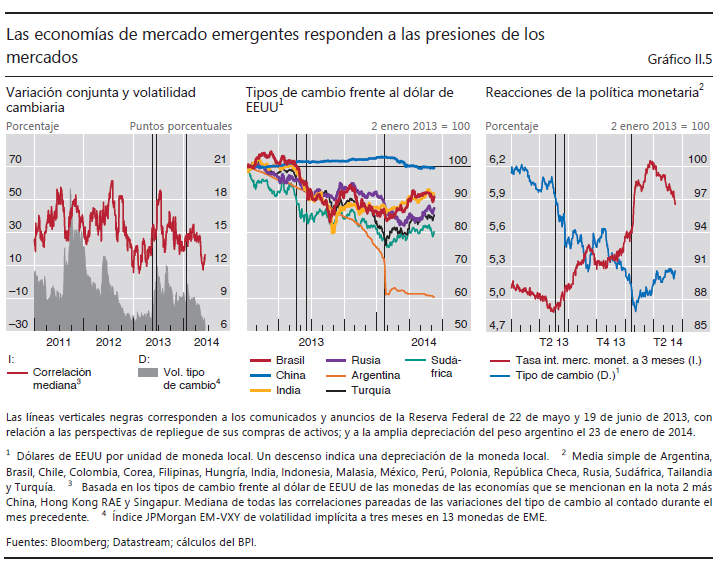 Las economías de mercado emergentes responden a las presiones de los
mercados
Gráfico II.5
Variación conjunta y volatilidad
cambiaria
Porcentaje
Puntos porcentuales
70
50
30
10
–10
–30
21
18
15
12
9
6
2011
2012
2013
2014
I:
Correlación
mediana3
D:
Vol. tipo
de cambio4
Tipos de cambio frente al dólar de
EEUU1
2 enero 2013 = 100
100
90
80
70
60
50
2013
2014
Brasil
China
India
Rusia
Argentina
Turquía
Sudá-
frica
Reacciones de la política monetaria2
Porcentaje
2 enero 2013 = 100
6,2
5,9
5,6
5,3
5,0
4,7
100
97
94
91
88
85
T2 13
T4 13
T2 14
Tasa int. merc. monet. a 3 meses (I.)
Tipo de cambio (D.)1
Las líneas verticales negras corresponden a los comunicados y anuncios de la Reserva Federal de 22 de mayo y 19 de junio de 2013, con
relación a las perspectivas de repliegue de sus compras de activos; y a la amplia depreciación del peso argentino el 23 de enero de 2014.
1 Dólares de EEUU por unidad de moneda local. Un descenso indica una depreciación de la moneda local. 2 Media simple de Argentina,
Brasil, Chile, Colombia, Corea, Filipinas, Hungría, India, Indonesia, Malasia, México, Perú, Polonia, República Checa, Rusia, Sudáfrica, Tailandia
y Turquía. 3 Basada en los tipos de cambio frente al dólar de EEUU de las monedas de las economías que se mencionan en la nota 2 más
China, Hong Kong RAE y Singapur. Mediana de todas las correlaciones pareadas de las variaciones del tipo de cambio al contado durante el
mes precedente. 4 Índice JPMorgan EM-VXY de volatilidad implícita a tres meses en 13 monedas de EME.
Fuentes: Bloomberg; Datastream; cálculos del BPI.